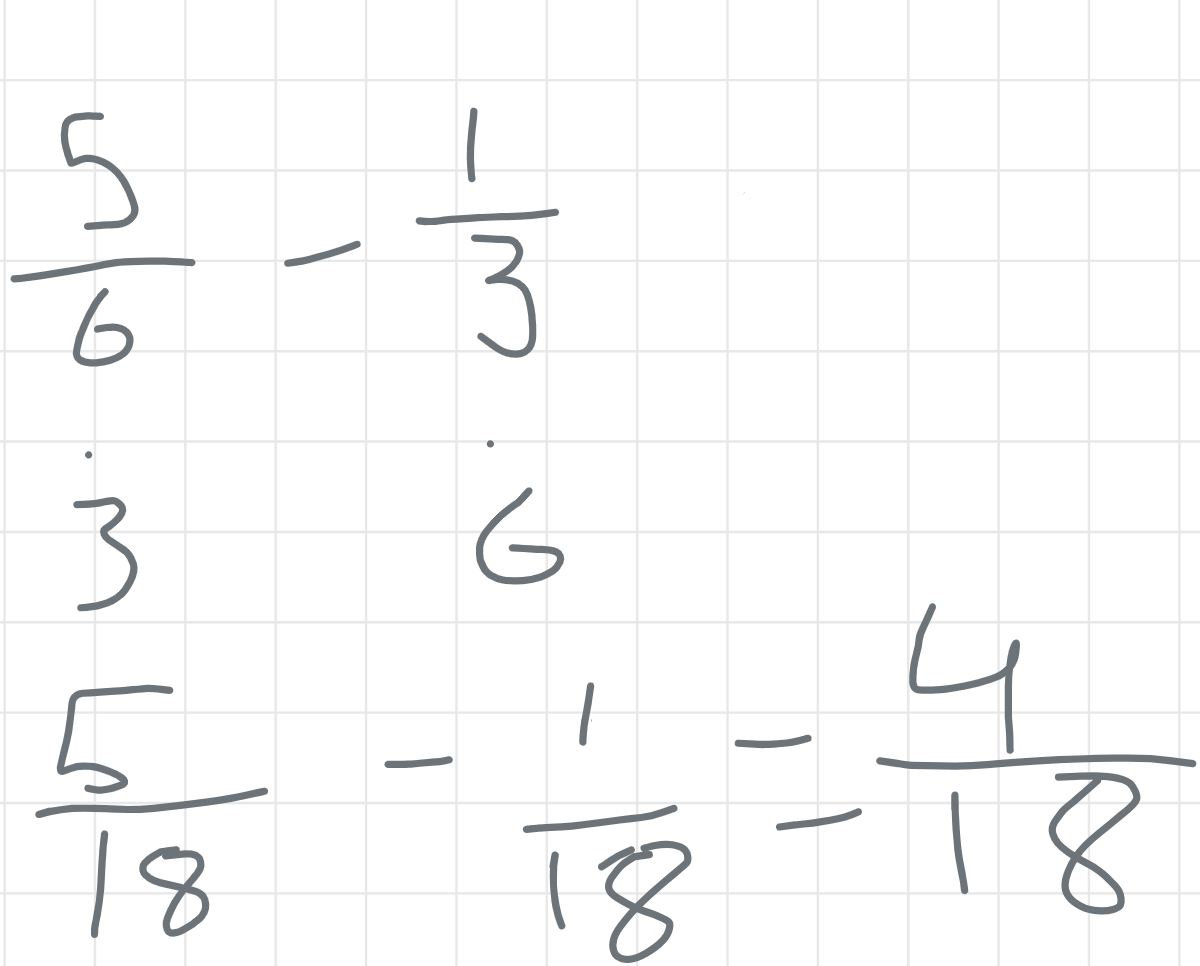 5/6 - 1/3
· ·
3 6
5/18 - 1/18 = 4/18